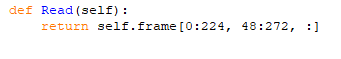 def Read(self):
    return self.frame[0:224, 48:272, :]